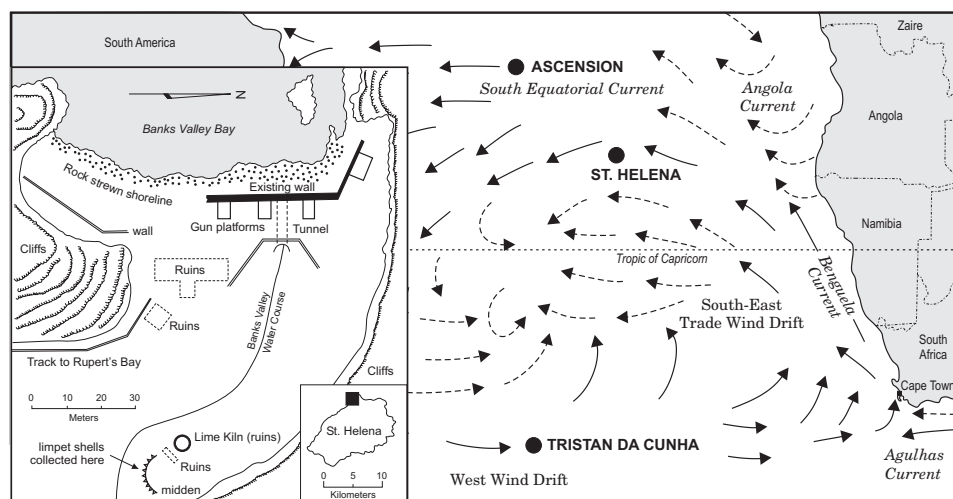 South America
Zaire
ASCENSION
South Equatorial Current
Angola
Current
Angola
ST. HELENA
Namibia
Tropic of Capricorn
Benguela
Current
South-East
Trade Wind Drift
South
Africa
Cape Town
TRISTAN DA CUNHA
West Wind Drift
Agulhas
Current
N
Banks Valley Bay
Rock strewn shoreline
Existing wall
wall
Gun platforms
Tunnel
Cliffs
Ruins
Ruins
Banks Valley
Water Course
Track to Rupert's Bay
Cliffs
0 10 20 30
Meters
limpet shells
collected here
Lime Kiln (ruins)
Ruins
midden
St. Helena
0 5 10
Kilometers